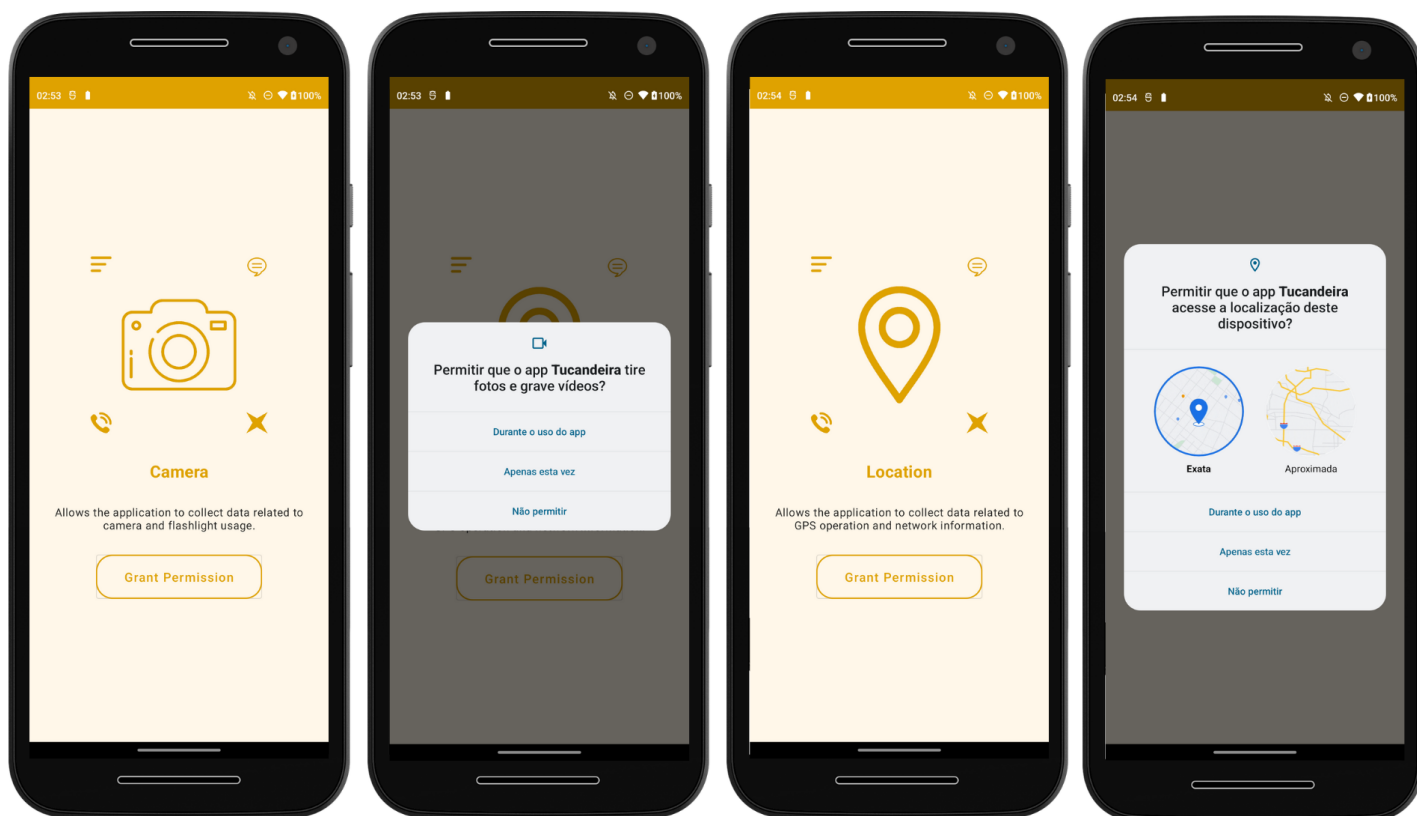 02:53
100%
Camera
Allows the application to collect data related to
camera and flashlight usage.
Grant Permission
02:53
100%
Permitir que o app Tucandeira tire
fotos e grave vídeos?
Durante o uso do app
Apenas esta vez
Não permitir
Grant Permission
02:54
100%
Location
Allows the application to collect data related to
GPS operation and network information.
Grant Permission
02:54
100%
Permitir que o app Tucandeira
acesse a localização deste
dispositivo?
Exata
Aproximada
Durante o uso do app
Apenas esta vez
Não permitir